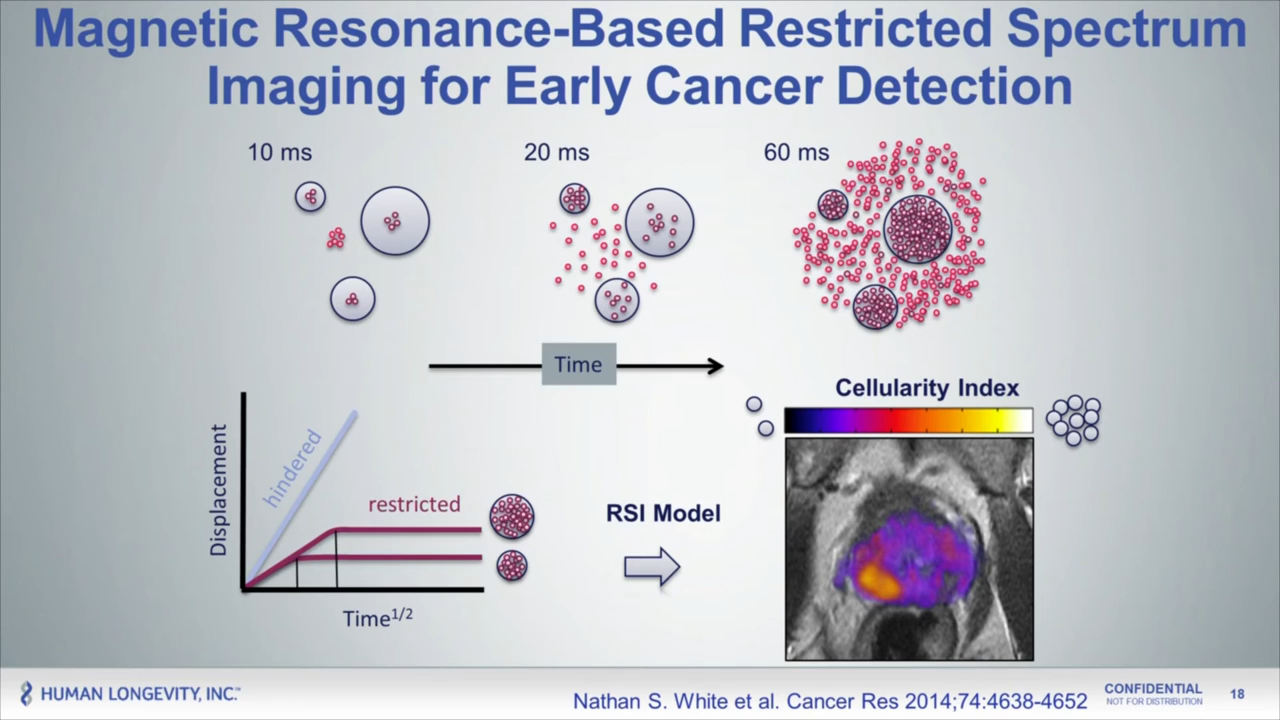 Magnetic Resonance-Based Restricted Spectrum
Imaging for Early Cancer Detection
10 ms
20 ms
60 ms
Time
Cellularity Index
Displacement
hindered
restricted
Time1/2
RSI Model
HUMAN LONGEVITY, INC.™
Nathan S. White et al. Cancer Res 2014;74:4638-4652
CONFIDENTIAL
NOT FOR DISTRIBUTION
18